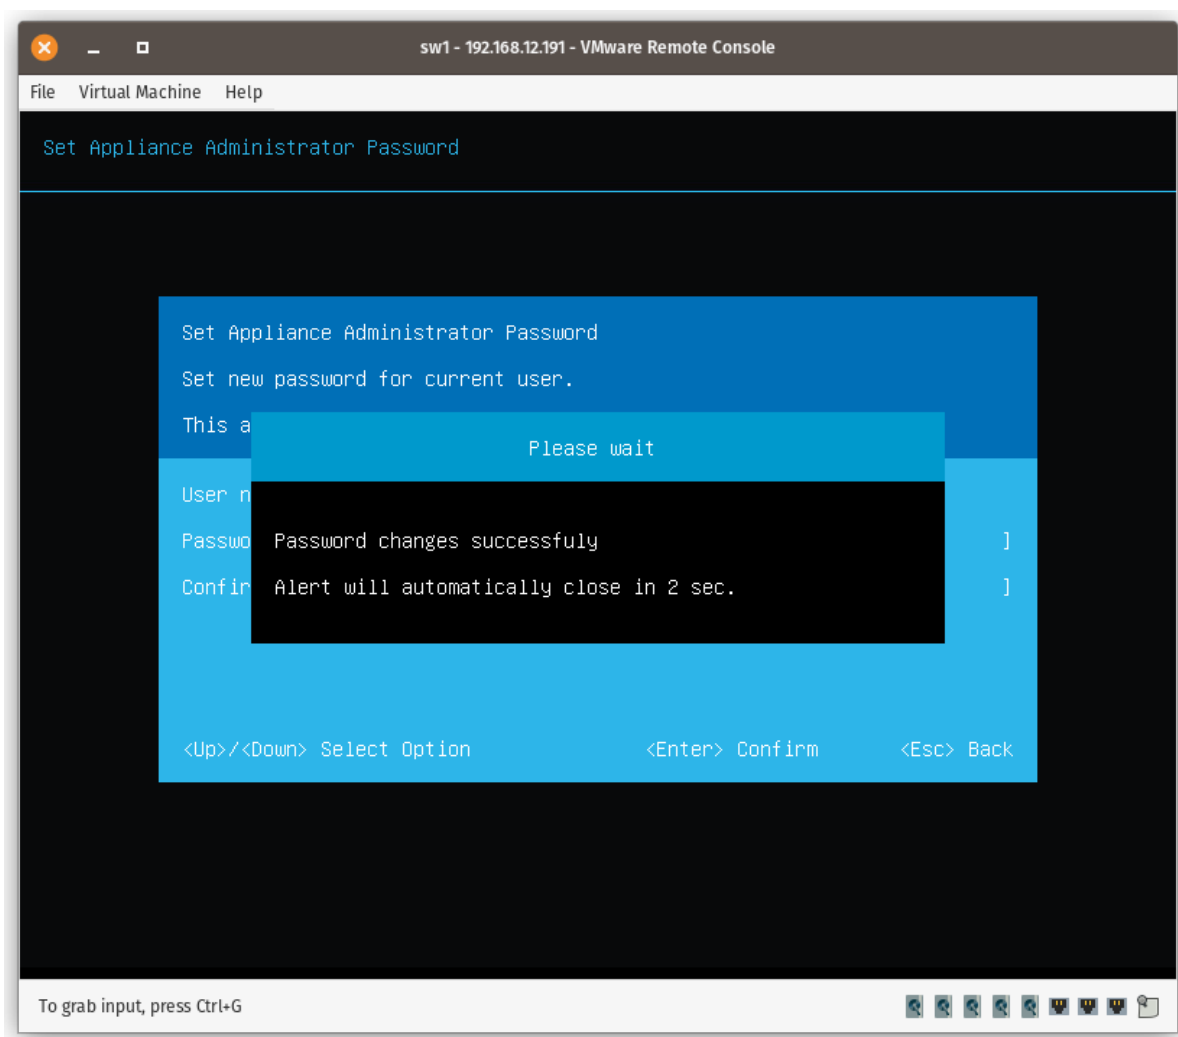 sw1 - 192.168.12.191 - VMware Remote Console
File Virtual Machine Help
Set Appliance Administrator Password
Set Appliance Administrator Password
Set new password for current user.
This a
Please wait
User n
Passwo
Password changes successfuly
]
Confir
Alert will automatically close in 2 sec.
]
<Up>/<Down> Select Option <Enter> Confirm <Esc> Back
To grab input, press Ctrl+G